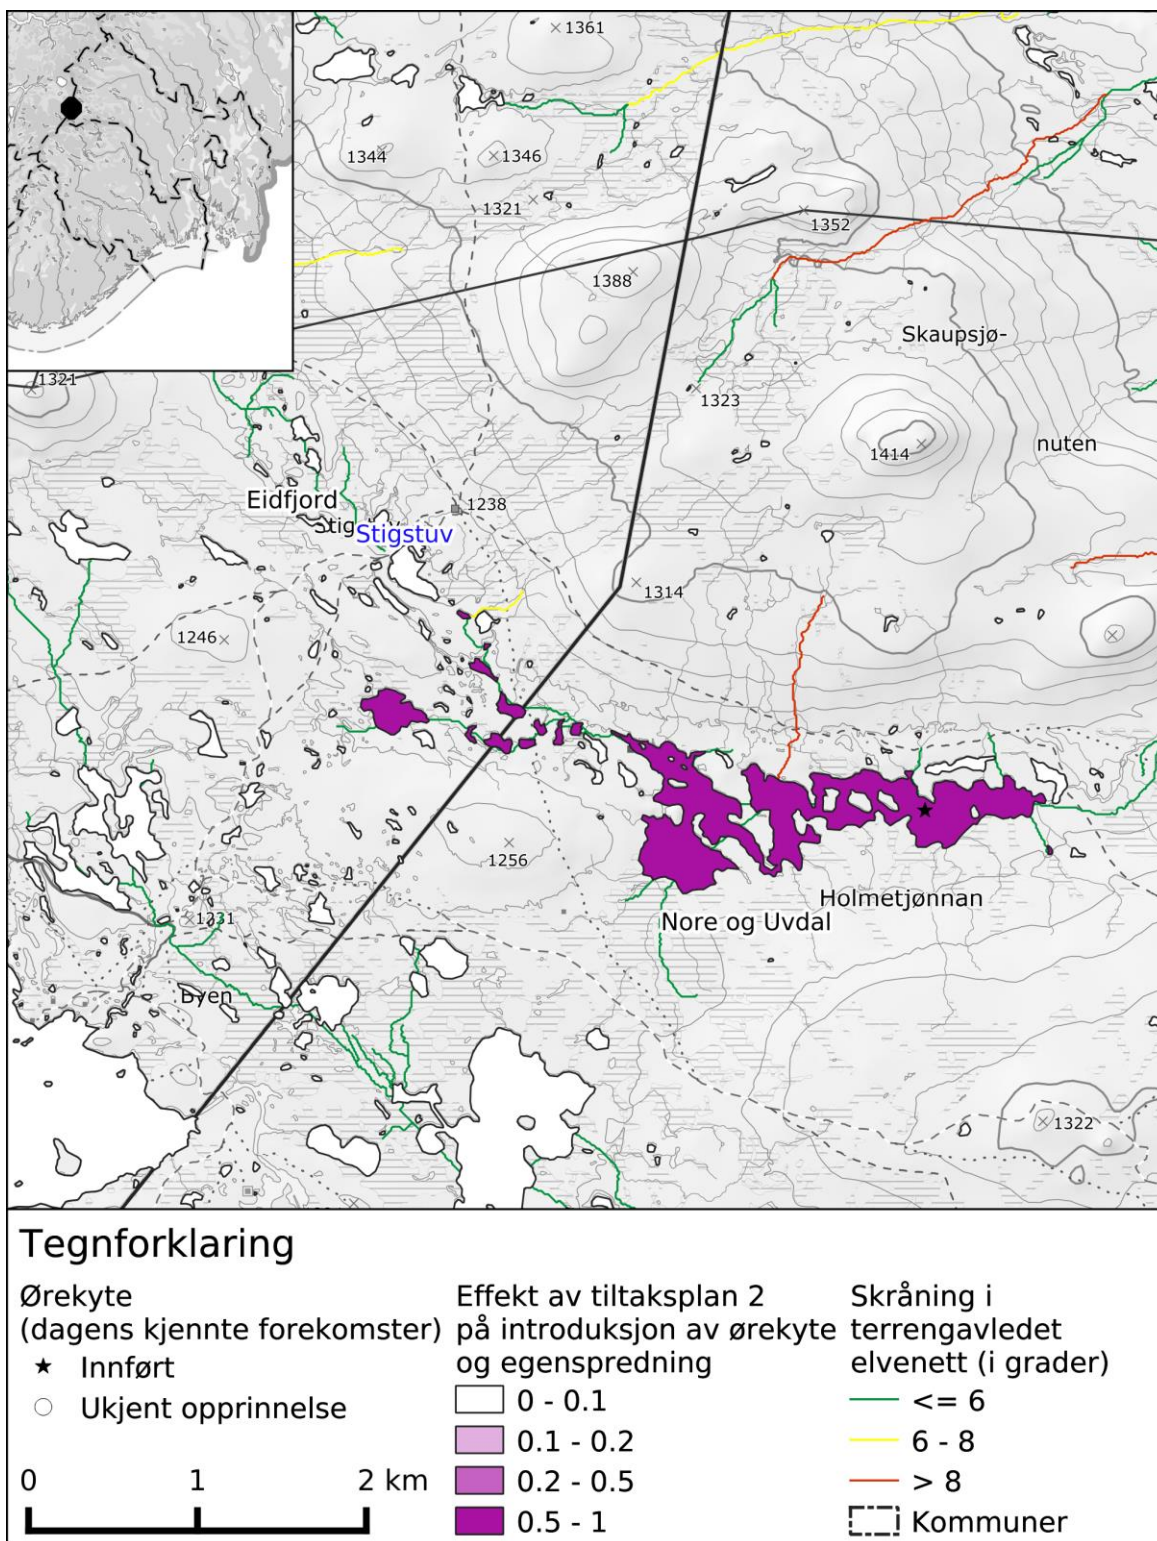 1361
1344
1346
1321
1352
1388
Skaupsjø-
1321
1323
1414
nuten
Eidfjord
1238
Stigstuv
1314
1246
1256
Holmetjønnan
Nore og Uvdal
1231
Byen
1322
Tegnforklaring
Ørekyte
(dagens kjennte forekomster)
Innført
Ukjent opprinnelse
0 1 2 km
Effekt av tiltaksplan 2
på introduksjon av ørekyte
og egenspredning
0 - 0.1
0.1 - 0.2
0.2 - 0.5
0.5 - 1
Skråning i
terrengavledet
elvenett (i grader)
<= 6
6 - 8
> 8
Kommuner